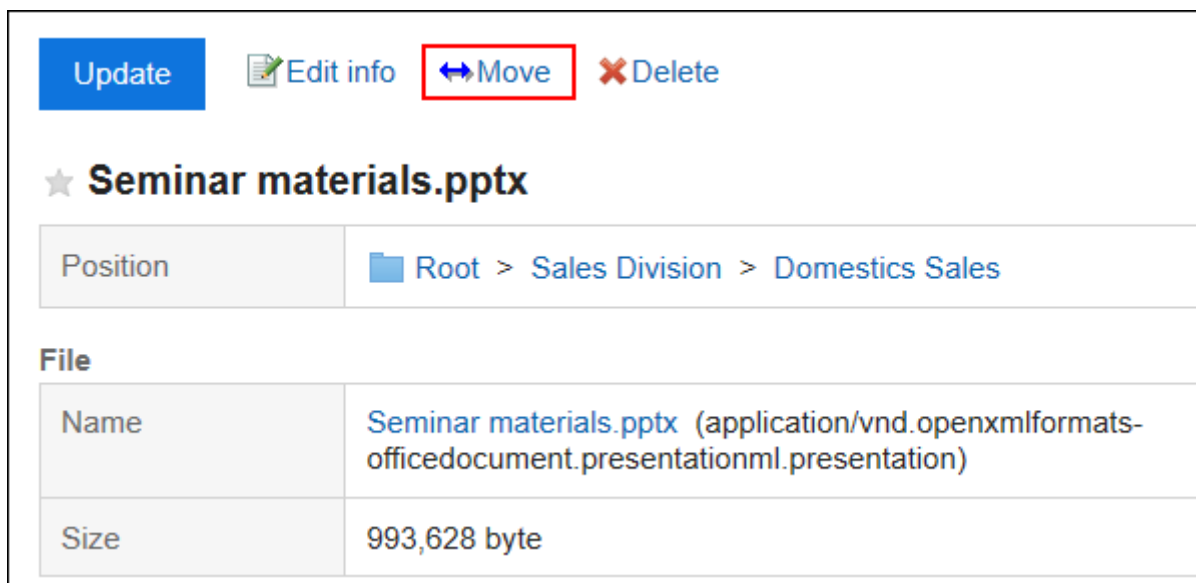 Update Edit info Move Delete
Seminar materials.pptx
Position Root > Sales Division > Domestics Sales
File
Name Seminar materials.pptx (application/vnd.openxmlformats-
officedocument.presentationml.presentation)
Size 993,628 byte